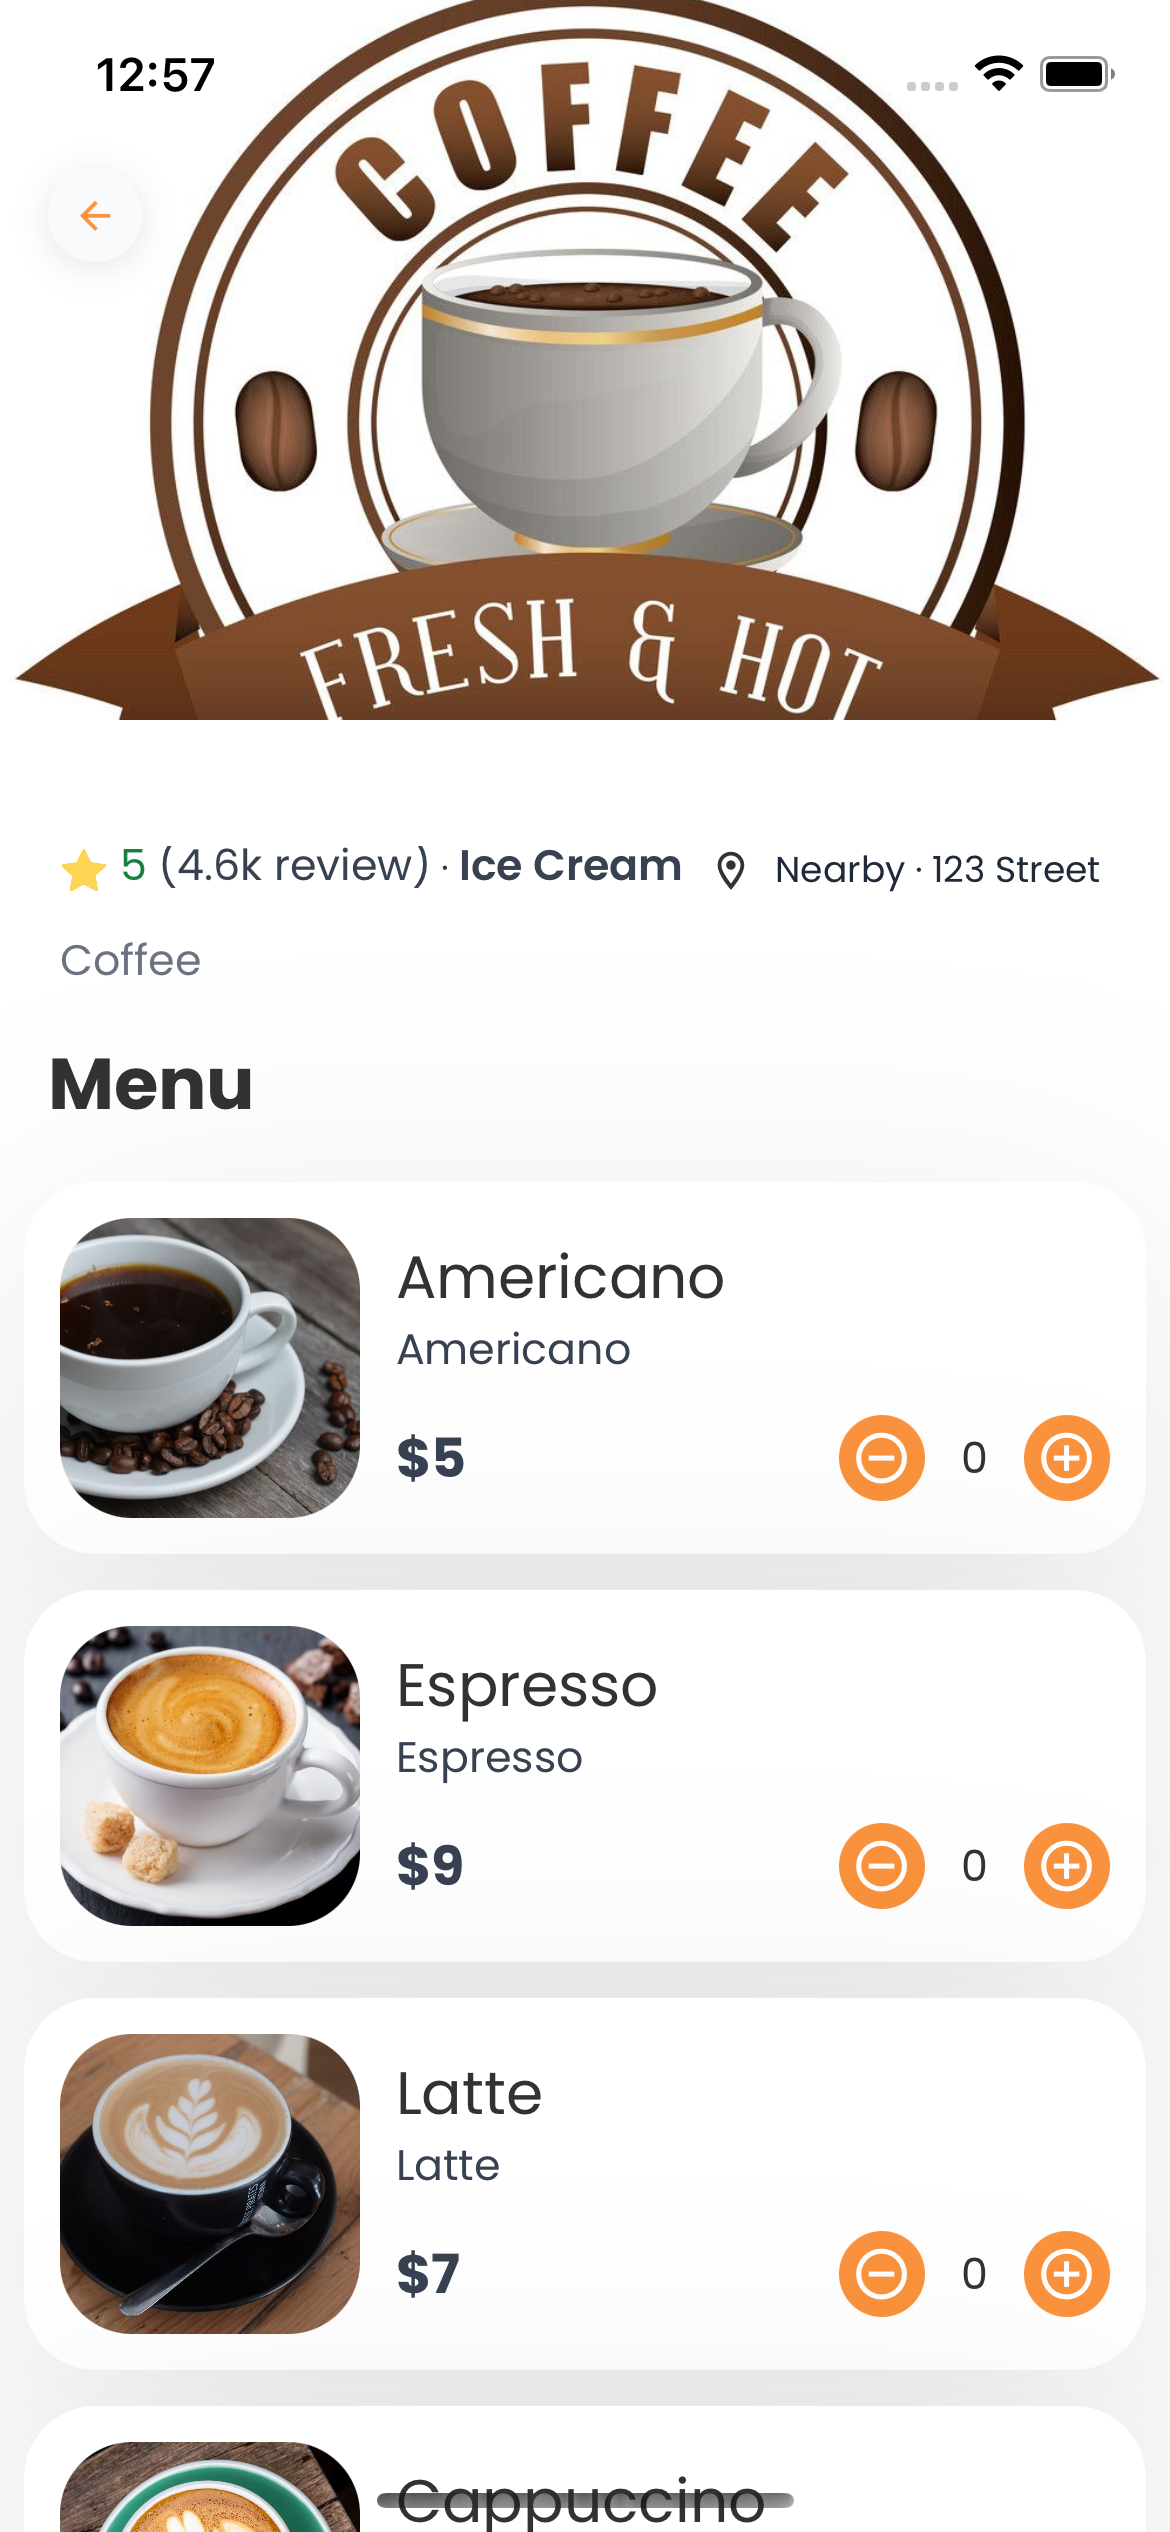 12:57
COFFEE
FRESH & HOT
5 (4.6k review) · Ice Cream
Nearby · 123 Street
Coffee
Menu
Americano
Americano
$5
0
Espresso
Espresso
$9
0
Latte
Latte
$7
0
Cappuccino